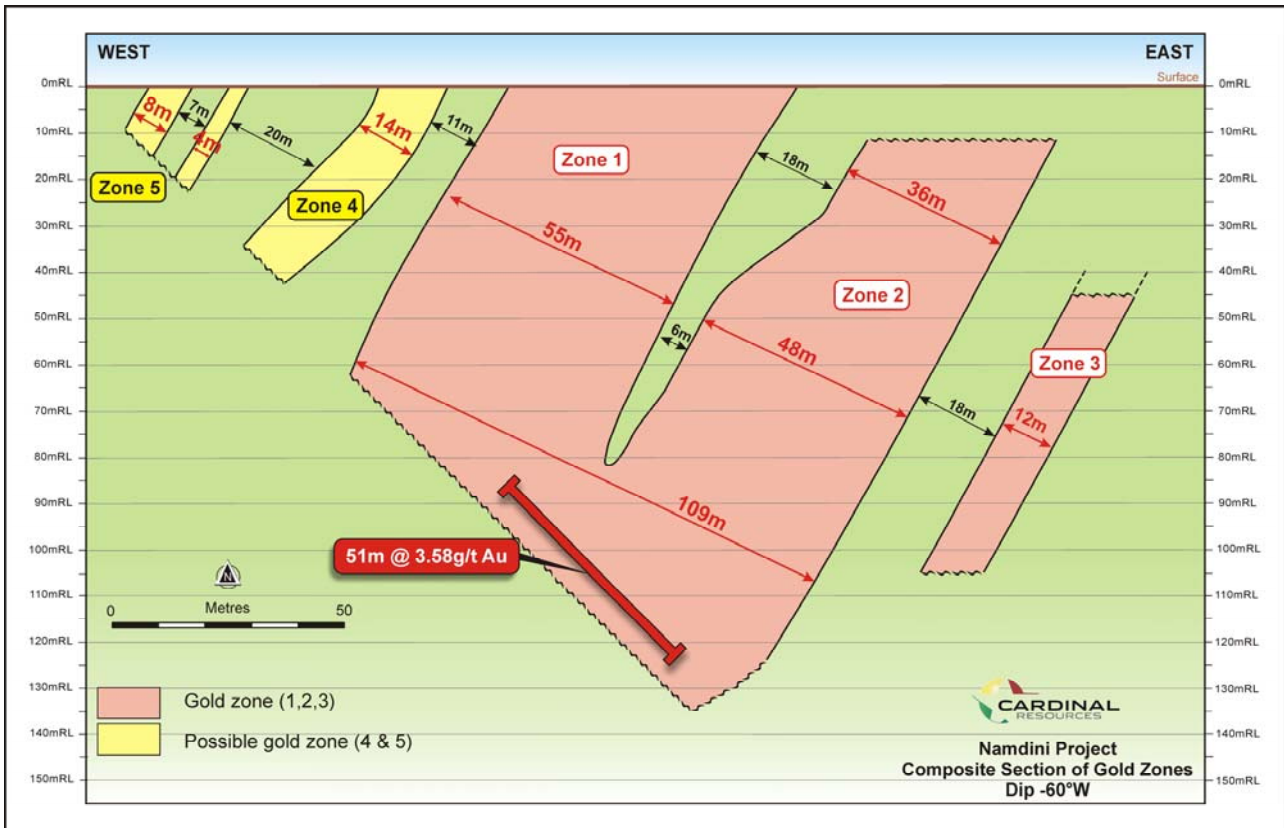 WEST
EAST
Surface
0mRL
0mRL
10mRL
10mRL
20mRL
20mRL
30mRL
30mRL
40mRL
40mRL
50mRL
50mRL
60mRL
60mRL
70mRL
70mRL
80mRL
80mRL
90mRL
90mRL
100mRL
100mRL
110mRL
110mRL
120mRL
120mRL
130mRL
130mRL
140mRL
140mRL
150mRL
150mRL
8m
7m
4m
20m
14m
11m
Zone 5
Zone 4
Zone 1
55m
18m
36m
Zone 2
6m
48m
Zone 3
18m
12m
109m
51m @ 3.58g/t Au
N
0
Metres
50
Gold zone (1,2,3)
Possible gold zone (4 & 5)
CARDINAL
RESOURCES
Namdini Project
Composite Section of Gold Zones
Dip -60°W